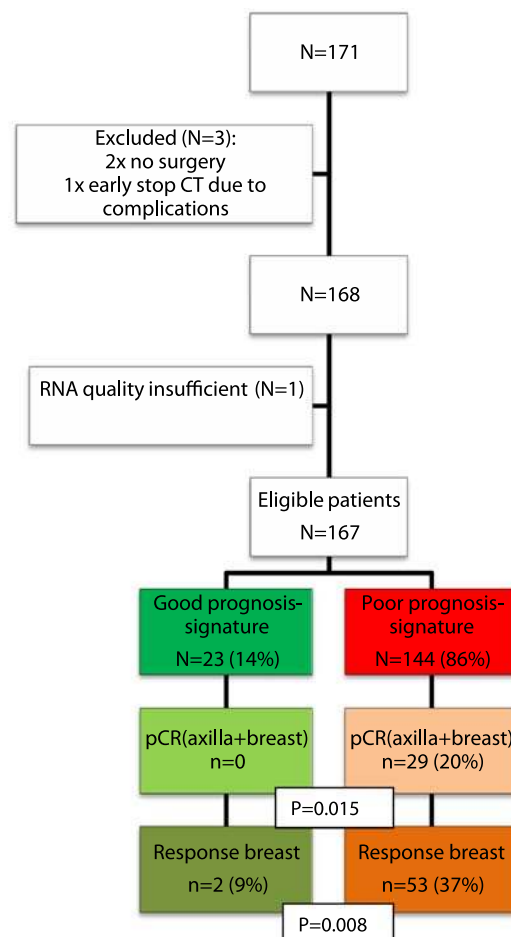 N=171
Excluded (N=3):
2x no surgery
1x early stop CT due to
complications
N=168
RNA quality insufficient (N=1)
Eligible patients
N=167
Good prognosis-
signature
N=23 (14%)
Poor prognosis-
signature
N=144 (86%)
pCR(axilla+breast)
n=0
pCR(axilla+breast)
n=29 (20%)
P=0.015
Response breast
n=2 (9%)
Response breast
n=53 (37%)
P=0.008